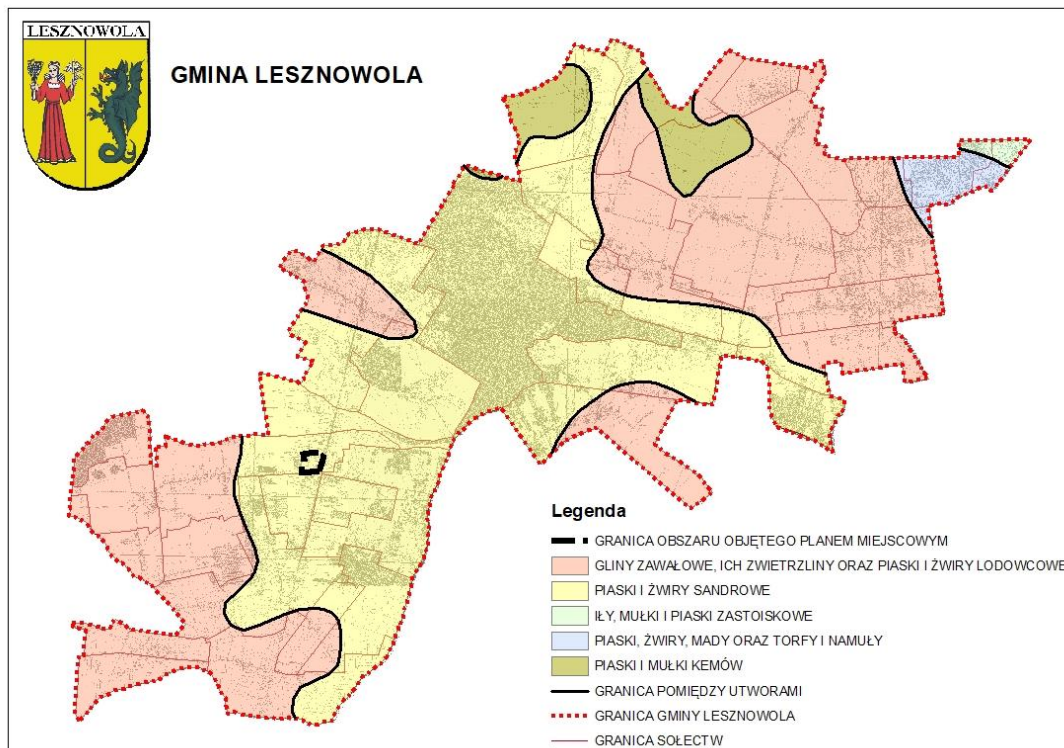 LESZNOWOLA
GMINA LESZNOWOLA
Legenda
GRANICA OBSZARU OBJĘTEGO PLANEM MIEJSCOWYM
GLINY ZAWAŁOWE, ICH ZWIETRZLINY ORAZ PIASKI I ŻWIRY LODOWCOWE
PIASKI I ŻWIRY SANDROWE
IŁY, MUŁKI I PIASKI ZASTOISKOWE
PIASKI, ŻWIRY, MADY ORAZ TORFY I NAMUŁY
PIASKI I MUŁKI KEMÓW
GRANICA POMIĘDZY UTWORAMI
GRANICA GMINY LESZNOWOLA
GRANICA SOŁECTW